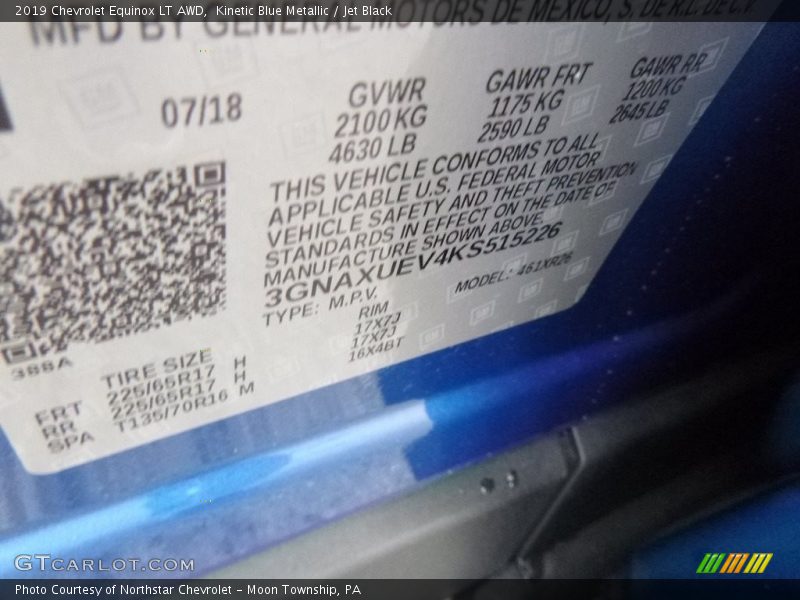 2019 Chevrolet Equinox LT AWD, Kinetic Blue Metallic / Jet Black
MFD BY GENERAL MOTORS DE MEXICO, S. DE R.L. DE C.V.
07/18
GVWR
2100 KG
4630 LB
GAWR FRT
1175 KG
2590 LB
GAWR RR
1200 KG
2645 LB
THIS VEHICLE CONFORMS TO ALL
APPLICABLE U.S. FEDERAL MOTOR
VEHICLE SAFETY AND THEFT PREVENTION
STANDARDS IN EFFECT ON THE DATE OF
MANUFACTURE SHOWN ABOVE.
3GNAXUEV4KS515226
TYPE: M.P.V.
MODEL: 461XR26
388A
TIRE SIZE RIM
FRT 225/65R17 H 17X7J
RR 225/65R17 H 17X7J
SPA T135/70R16 M 16X4BT
GTCARLOT.COM
Photo Courtesy of Northstar Chevrolet – Moon Township, PA